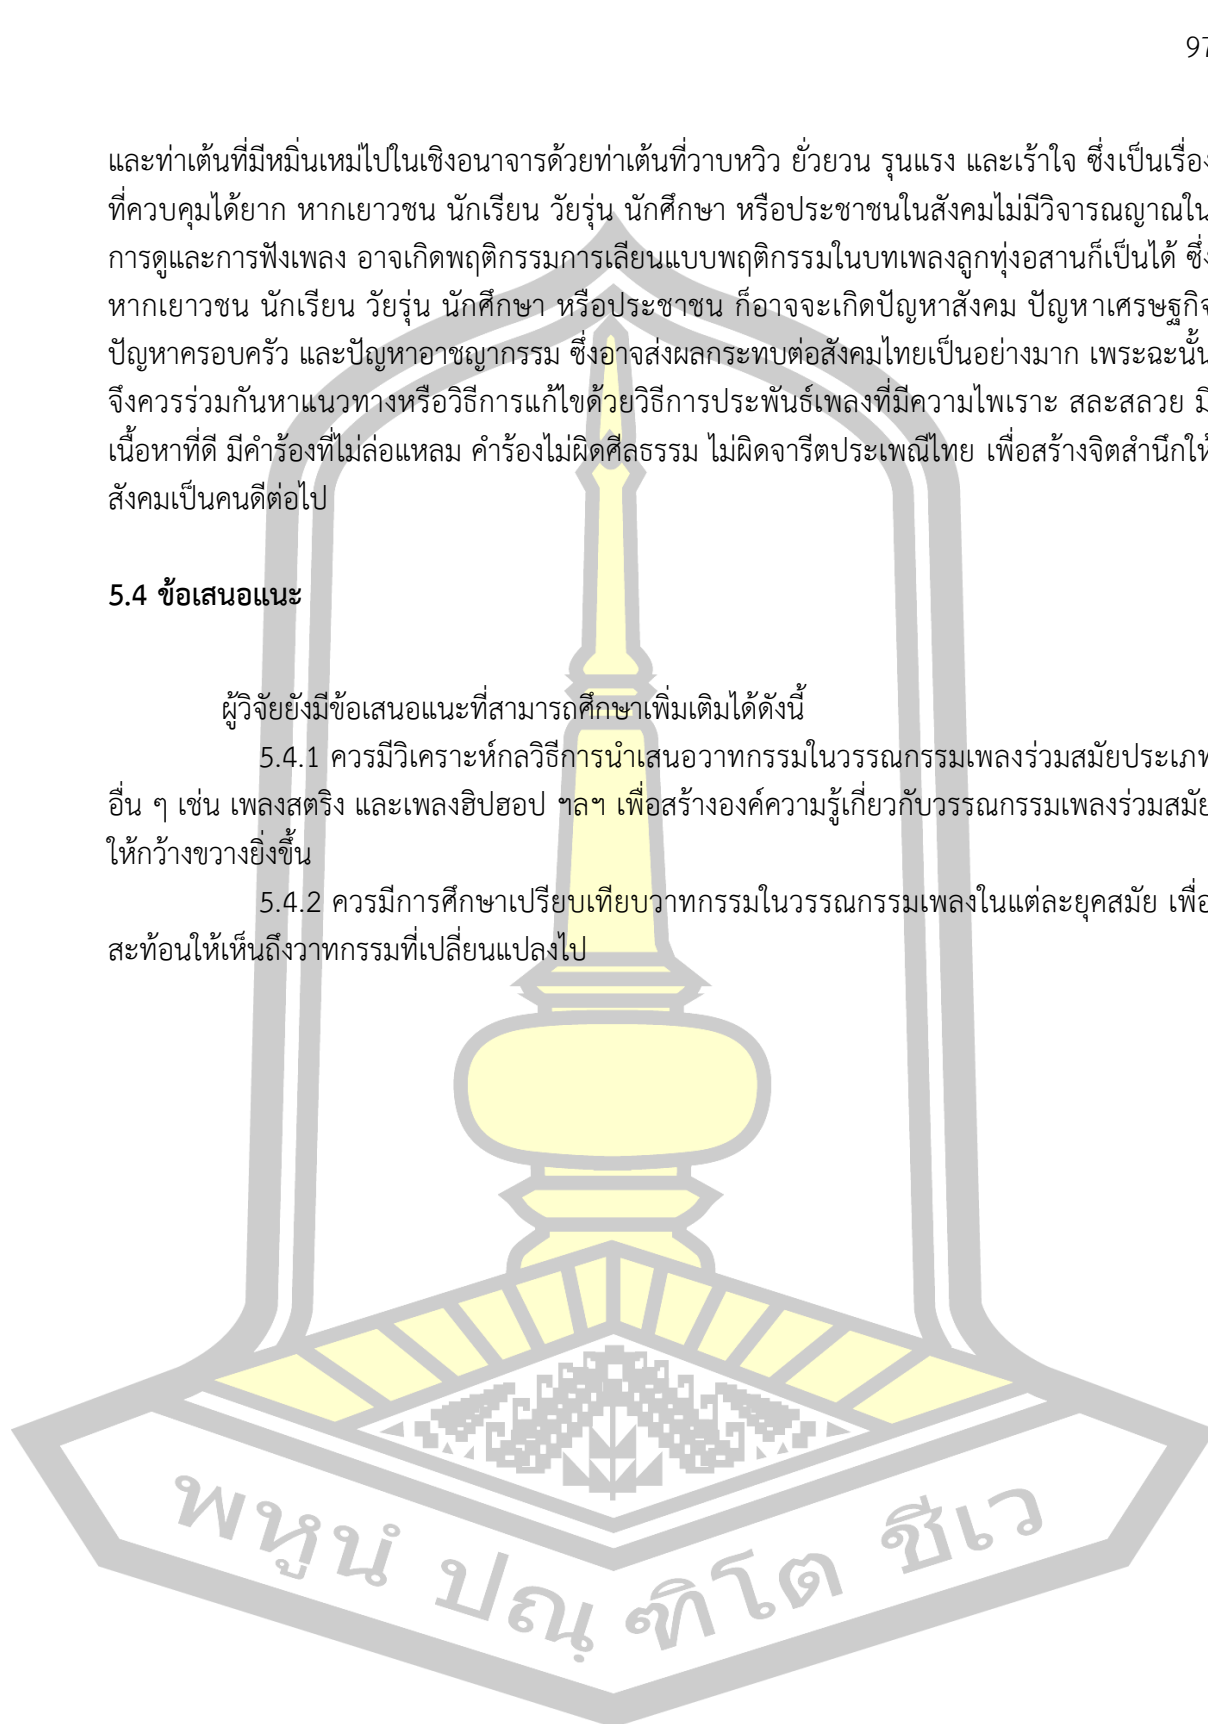 97
และท่าเต้นที่มีหมิ่นเหม่ไปในเชิงอนาจารด้วยท่าเต้นที่วาบหวิว ยั่วยวน รุนแรง และเร้าใจ ซึ่งเป็นเรื่อง
ที่ควบคุมได้ยาก หากเยาวชน นักเรียน วัยรุ่น นักศึกษา หรือประชาชนในสังคมไม่มีวิจารณญาณใน
การดูและการฟังเพลง อาจเกิดพฤติกรรมการเลียนแบบพฤติกรรมในบทเพลงลูกทุ่งอสานก็เป็นได้ ซึ่ง
หากเยาวชน นักเรียน วัยรุ่น นักศึกษา หรือประชาชน ก็อาจจะเกิดปัญหาสังคม ปัญหาเศรษฐกิจ
ปัญหาครอบครัว และปัญหาอาชญากรรม ซึ่งอาจส่งผลกระทบต่อสังคมไทยเป็นอย่างมาก เพระฉะนั้น
จึงควรร่วมกันหาแนวทางหรือวิธีการแก้ไขด้วยวิธีการประพันธ์เพลงที่มีความไพเราะ สละสลวย มี
เนื้อหาที่ดี มีคำร้องที่ไม่ล่อแหลม คำร้องไม่ผิดศีลธรรม ไม่ผิดจารีตประเพณีไทย เพื่อสร้างจิตสำนึกให้
สังคมเป็นคนดีต่อไป
5.4 ข้อเสนอแนะ
ผู้วิจัยยังมีข้อเสนอแนะที่สามารถศึกษาเพิ่มเติมได้ดังนี้
5.4.1 ควรมีวิเคราะห์กลวิธีการนำเสนอวาทกรรมในวรรณกรรมเพลงร่วมสมัยประเภท
อื่น ๆ เช่น เพลงสตริง และเพลงฮิปฮอป ฯลฯ เพื่อสร้างองค์ความรู้เกี่ยวกับวรรณกรรมเพลงร่วมสมัย
ให้กว้างขวางยิ่งขึ้น
5.4.2 ควรมีการศึกษาเปรียบเทียบวาทกรรมในวรรณกรรมเพลงในแต่ละยุคสมัย เพื่อ
สะท้อนให้เห็นถึงวาทกรรมที่เปลี่ยนแปลงไป
พหูนํ ปณฺฑิโต ชีเว